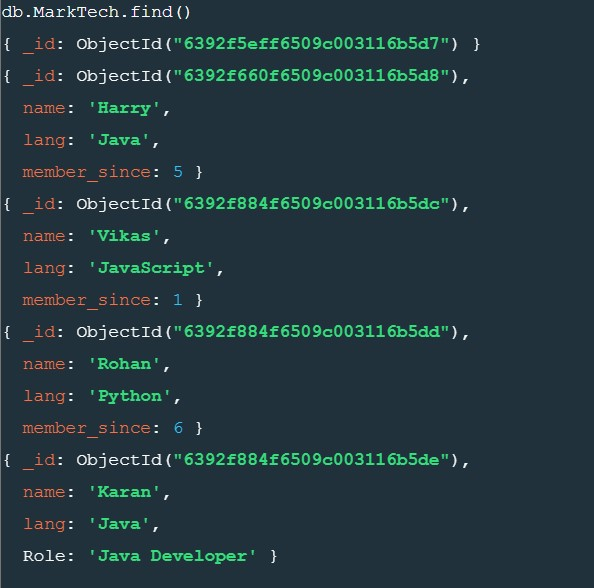 db.MarkTech.find()
{ _id: ObjectId("6392f5eff6509c003116b5d7") }
{ _id: ObjectId("6392f660f6509c003116b5d8"),
  name: 'Harry',
  lang: 'Java',
  member_since: 5 }
{ _id: ObjectId("6392f884f6509c003116b5dc"),
  name: 'Vikas',
  lang: 'JavaScript',
  member_since: 1 }
{ _id: ObjectId("6392f884f6509c003116b5dd"),
  name: 'Rohan',
  lang: 'Python',
  member_since: 6 }
{ _id: ObjectId("6392f884f6509c003116b5de"),
  name: 'Karan',
  lang: 'Java',
  Role: 'Java Developer' }